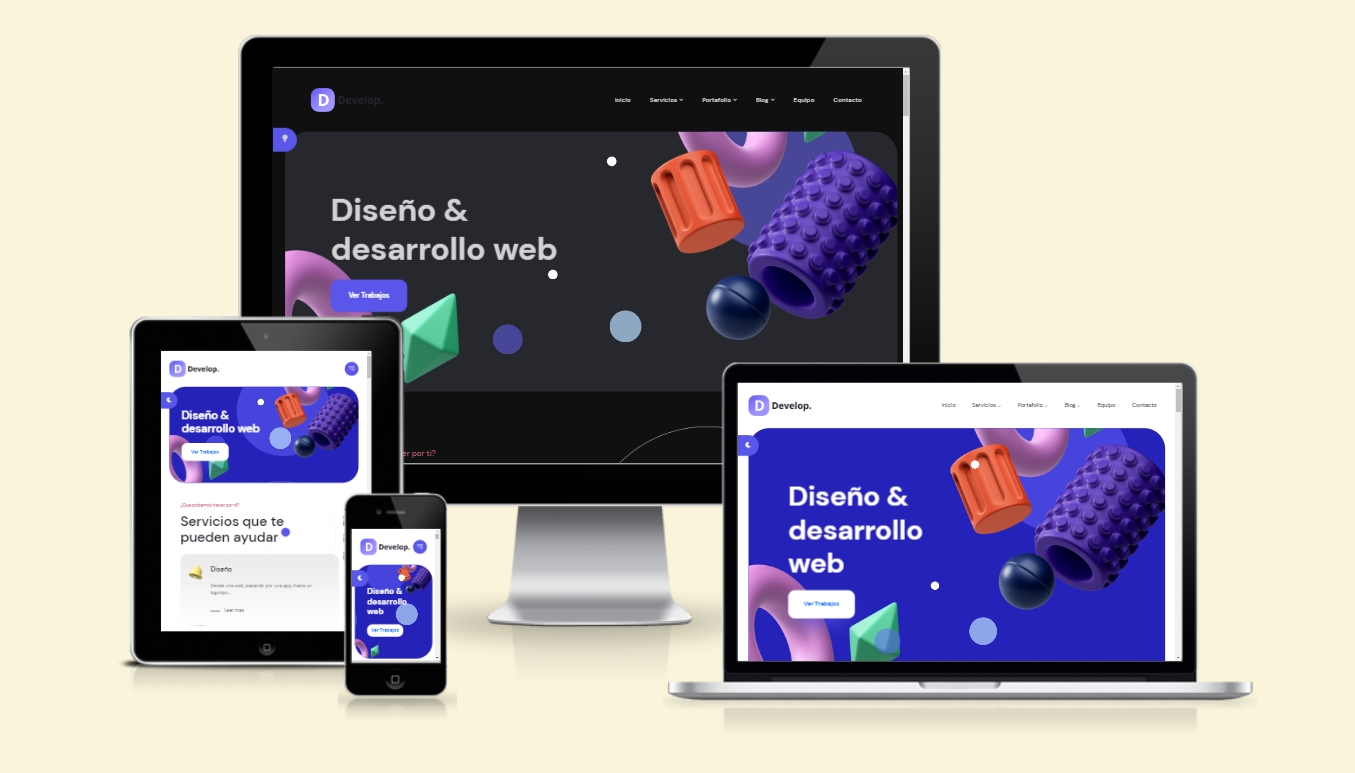 D Develop.
Inicio Servicios Portafolio Blog Equipo Contacto
Diseño &
desarrollo web
Ver Trabajos
er por ti?
D Develop.
Diseño &
desarrollo web
Ver Trabajos
¿Que podemos hacer por ti?
Servicios que te
pueden ayudar
Diseño
Desde una web, pasando por una app, hasta un
logotipo...
Leer mas
D Develop.
Diseño &
desarrollo
web
Ver Trabajos
D Develop.
Inicio Servicios Portafolio Blog Equipo Contacto
Diseño &
desarrollo
web
Ver Trabajos